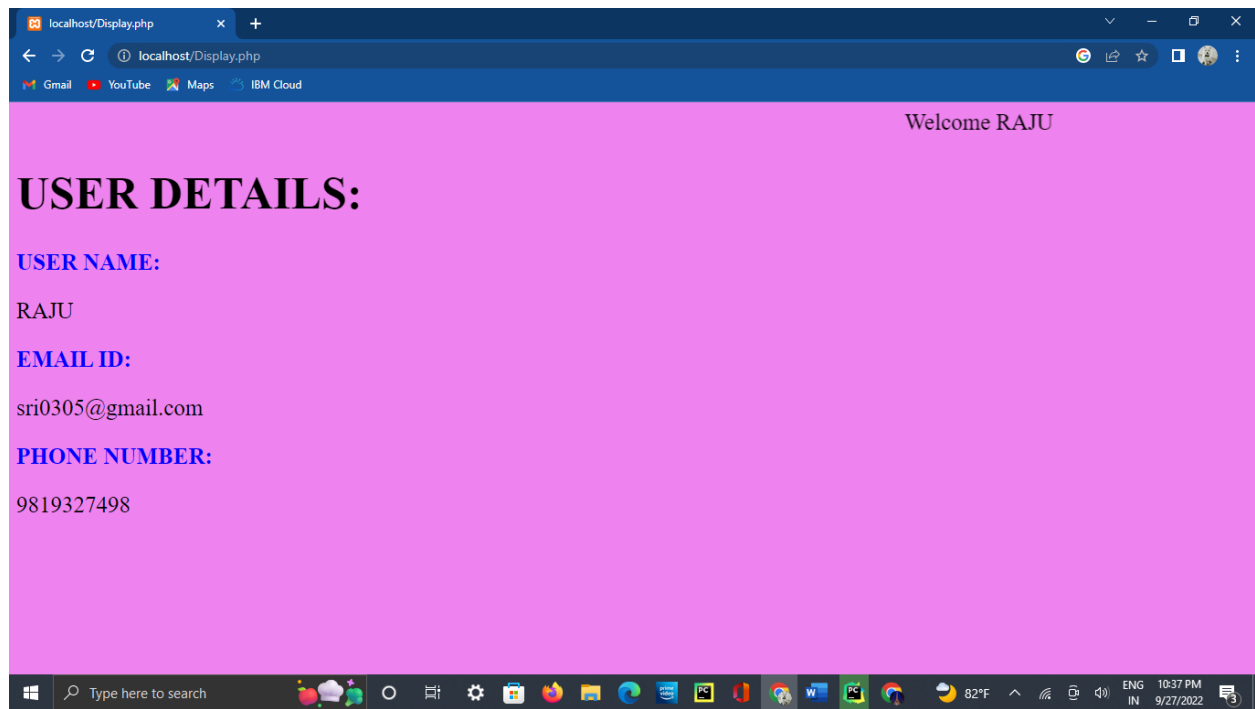 localhost/Display.php
localhost/Display.php
Gmail YouTube Maps IBM Cloud
Welcome RAJU
USER DETAILS:
USER NAME:
RAJU
EMAIL ID:
sri0305@gmail.com
PHONE NUMBER:
9819327498
Type here to search
82°F
ENG
IN
10:37 PM
9/27/2022
3